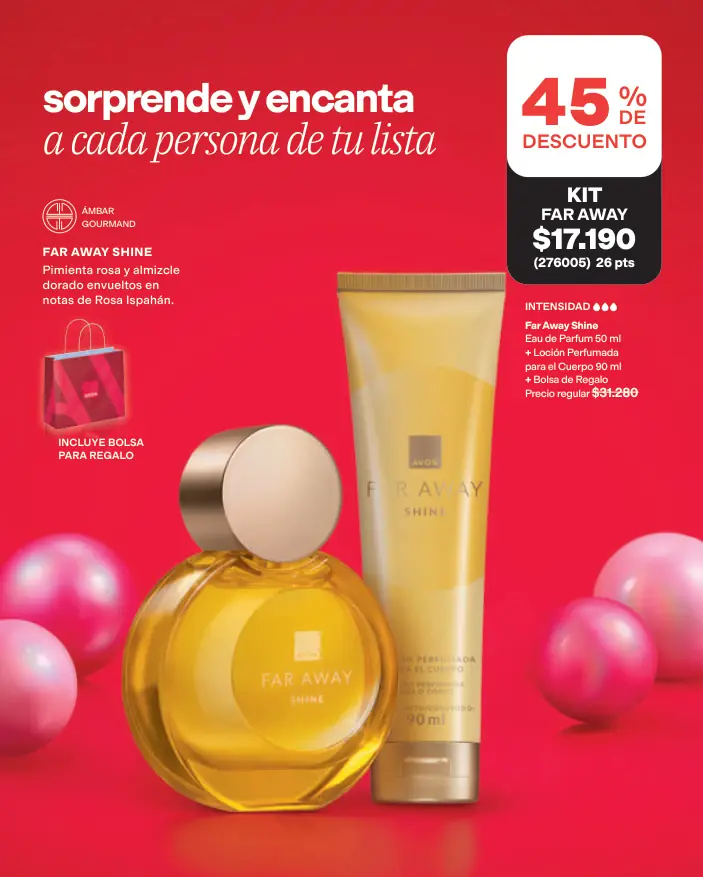 sorprende y encanta
a cada persona de tu lista
45 % DE
DESCUENTO
KIT
FAR AWAY
$17.190
(276005) 26 pts
ÁMBAR
GOURMAND
FAR AWAY SHINE
Pimienta rosa y almizcle
dorado envueltos en
notas de Rosa Ispahán.
INCLUYE BOLSA
PARA REGALO
INTENSIDAD
Far Away Shine
Eau de Parfum 50 ml
+ Loción Perfumada
para el Cuerpo 90 ml
+ Bolsa de Regalo
Precio regular $31.280
AVON
FAR AWAY
SHINE
PERFUMADA
EL CUERPO
90 ml
AVON
FAR AWAY
SHINE